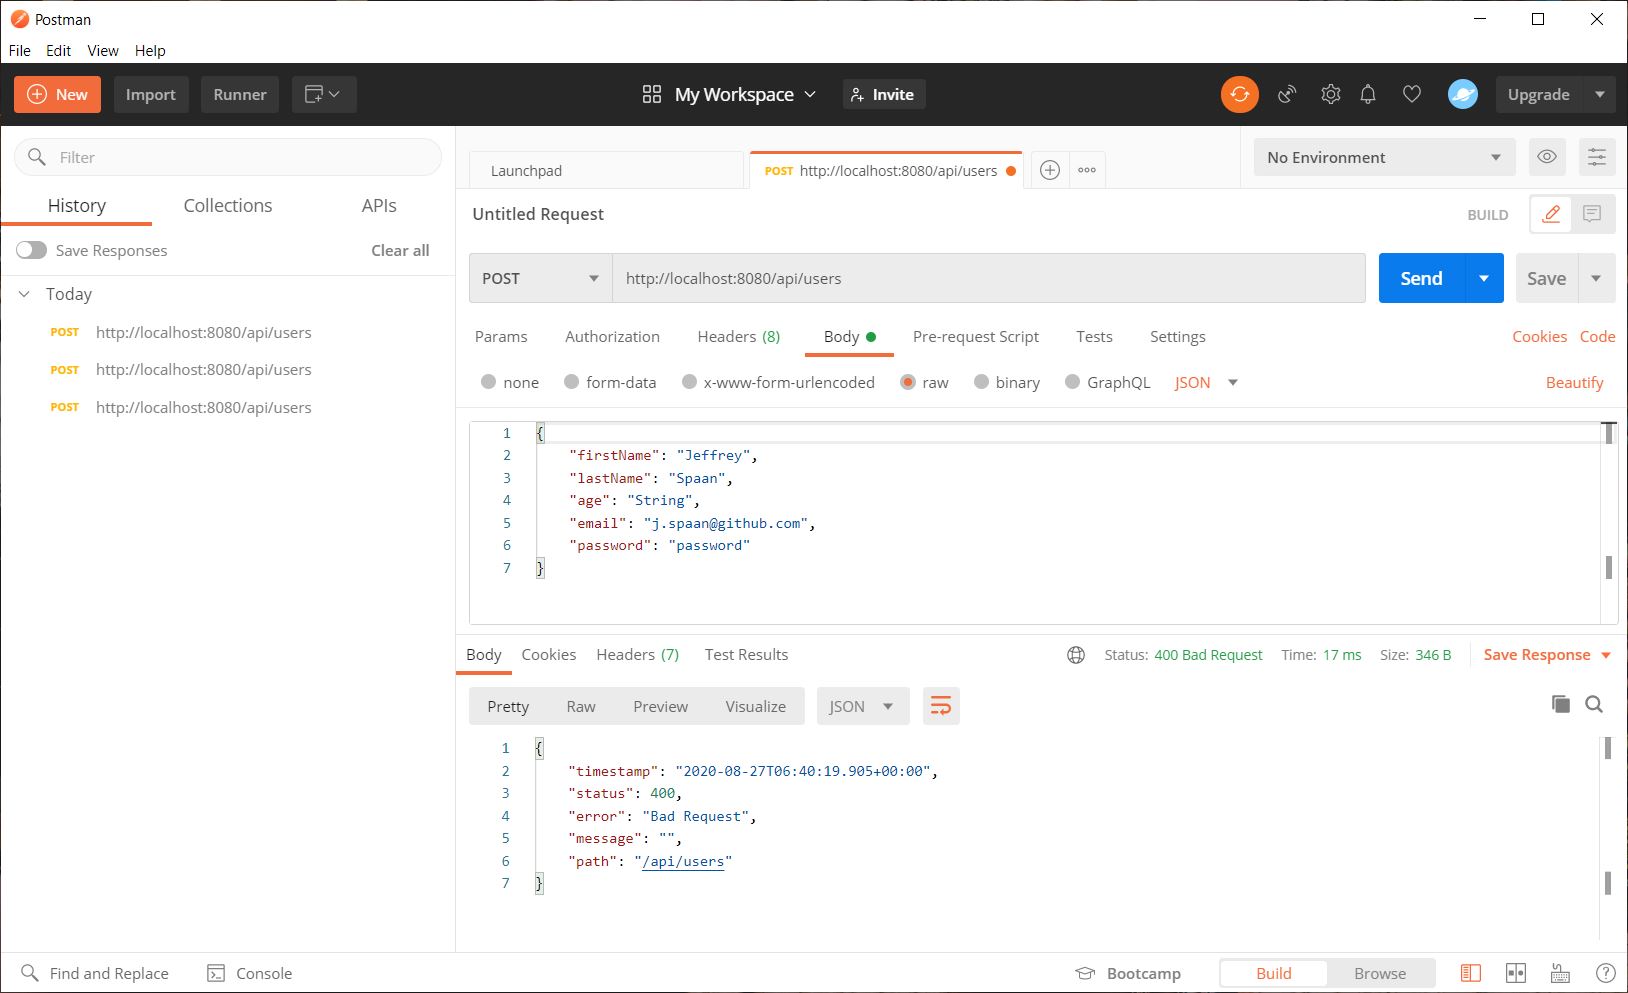 Postman
File Edit View Help
New Import Runner My Workspace Invite Upgrade
Filter
History Collections APIs
Save Responses Clear all
Today
POST http://localhost:8080/api/users
POST http://localhost:8080/api/users
POST http://localhost:8080/api/users
Launchpad POST http://localhost:8080/api/users No Environment
Untitled Request BUILD
POST http://localhost:8080/api/users Send Save
Params Authorization Headers (8) Body Pre-request Script Tests Settings Cookies Code
none form-data x-www-form-urlencoded raw binary GraphQL JSON Beautify
1 {
2 "firstName": "Jeffrey",
3 "lastName": "Spaan",
4 "age": "String",
5 "email": "j.spaan@github.com",
6 "password": "password"
7 }
Body Cookies Headers (7) Test Results Status: 400 Bad Request Time: 17 ms Size: 346 B Save Response
Pretty Raw Preview Visualize JSON
1 {
2 "timestamp": "2020-08-27T06:40:19.905+00:00",
3 "status": 400,
4 "error": "Bad Request",
5 "message": "",
6 "path": "/api/users"
7 }
Find and Replace Console Bootcamp Build Browse